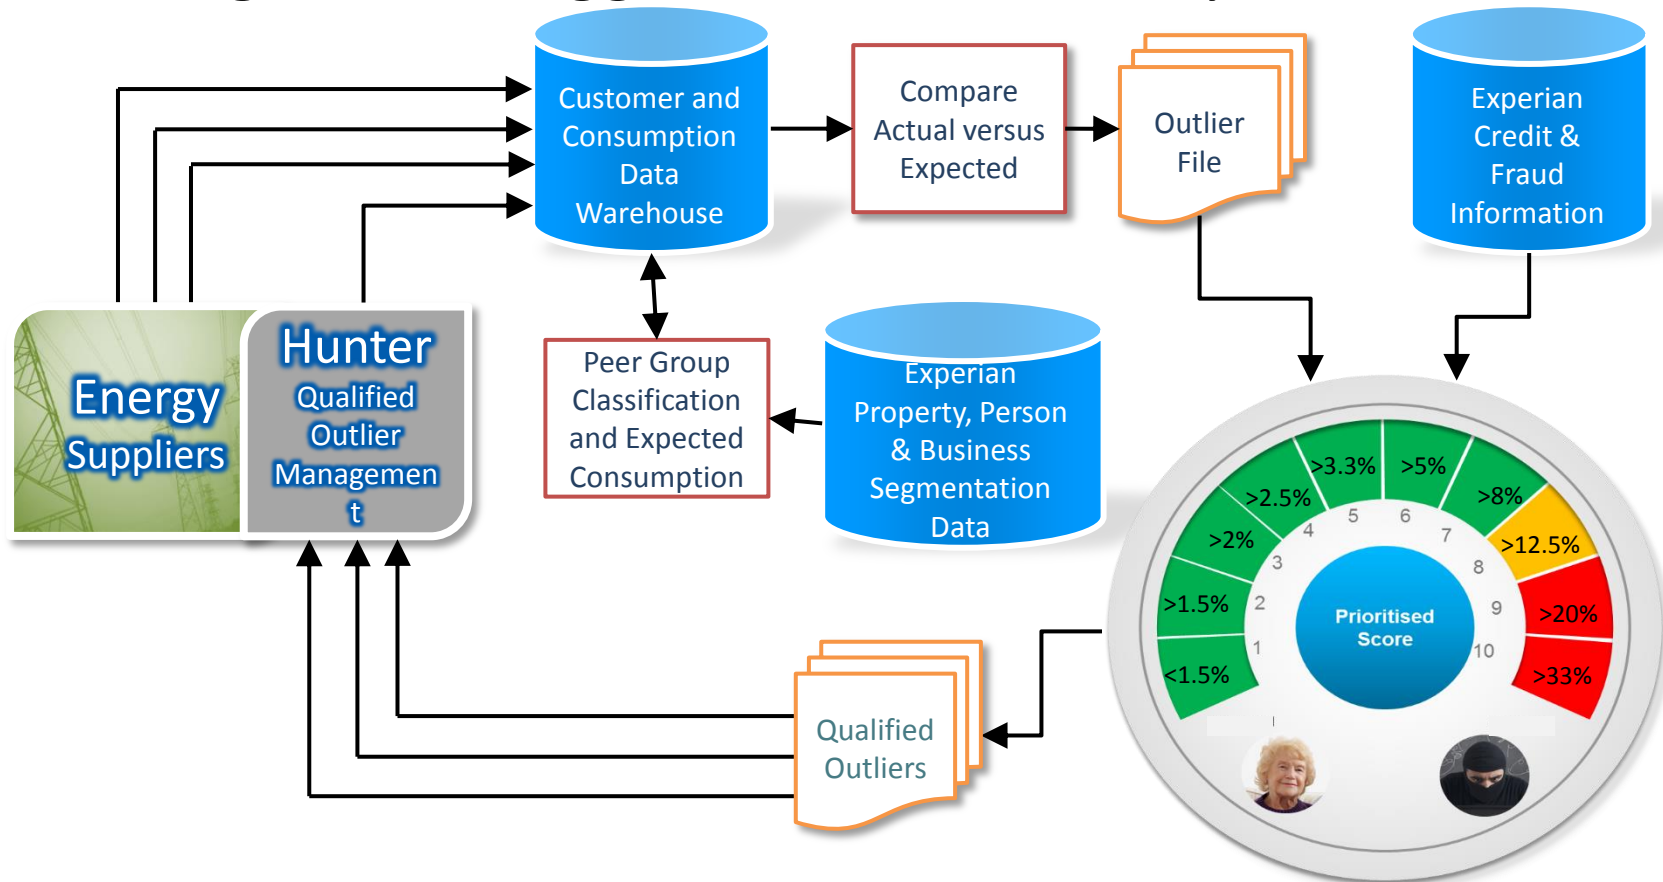 Customer and
Consumption
Data
Warehouse
Compare
Actual versus
Expected
Outlier
File
Experian
Credit &
Fraud
Information
Energy
Suppliers
Hunter
Qualified
Outlier
Managemen
t
Peer Group
Classification
and Expected
Consumption
Experian
Property, Person
& Business
Segmentation
Data
<1.5%
>1.5%
>2%
>2.5%
>3.3%
>5%
>8%
>12.5%
>20%
>33%
1
2
3
4
5
6
7
8
9
10
Prioritised
Score
Qualified
Outliers